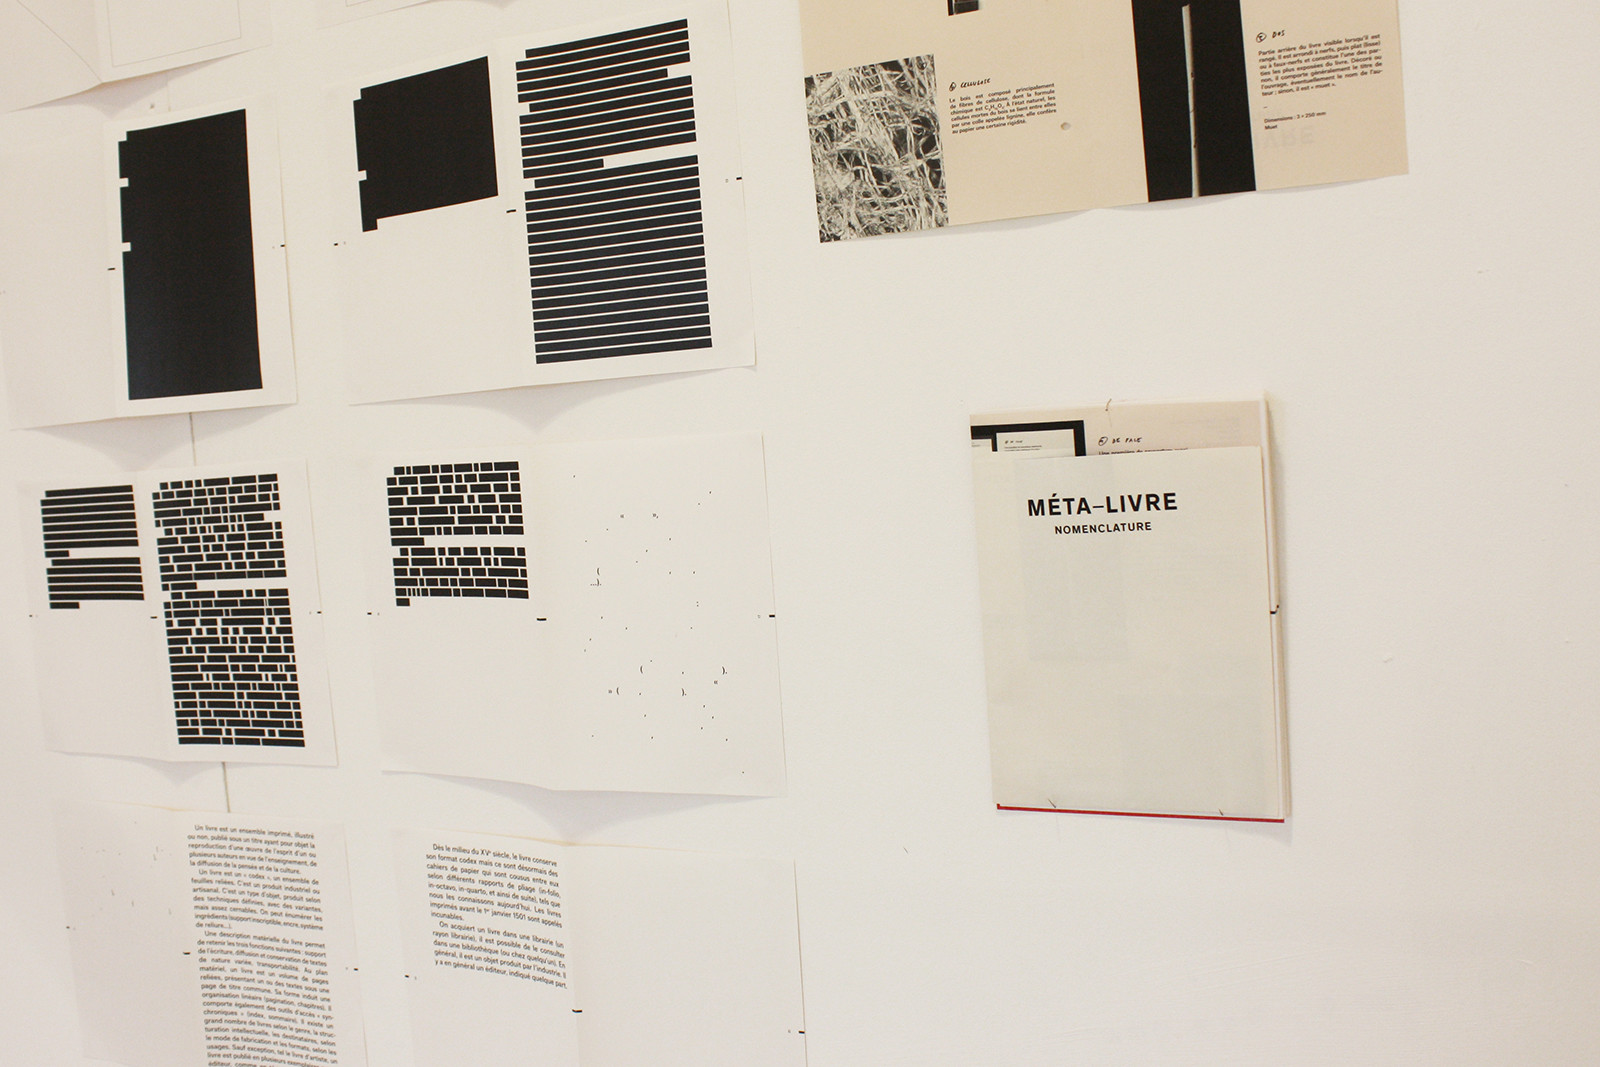 CELLULOSE
Le bois est composé principalement
de fibres de cellulose, dont la formule
chimique est C₆H₁₀O₅. À l'état naturel, les
cellules mortes du bois se lient entre elles
par une colle appelée lignine, elle confère
au papier une certaine rigidité.
DOS
Partie arrière du livre visible lorsqu'il est
rangé. Il est arrondi à nerfs, puis plat (lisse)
ou à faux-nerfs et constitue l'une des par-
ties les plus exposées du livre. Décoré ou
non, il comporte généralement le titre de
l'ouvrage, éventuellement le nom de l'au-
teur ; sinon, il est « muet ».
–
Dimensions : 3 × 250 mm
Muet
DE FACE
MÉTA–LIVRE
NOMENCLATURE
Un livre est un ensemble imprimé, illustré
ou non, publié sous un titre ayant pour objet la
reproduction d'une œuvre de l'esprit d'un ou
plusieurs auteurs en vue de l'enseignement, de
la diffusion de la pensée et de la culture.
Un livre est un « codex », un ensemble de
feuilles reliées. C'est un produit industriel ou
artisanal. C'est un type d'objet, produit selon
des techniques définies, avec des variantes,
mais assez cernables. On peut énumérer les
ingrédients (support inscriptible, encre, système
de reliure...).
Une description matérielle du livre permet
de retenir les trois fonctions suivantes : support
de l'écriture, diffusion et conservation de textes
de nature variée, transportabilité. Au plan
matériel, un livre est un volume de pages
reliées, présentant un ou des textes sous une
page de titre commune. Sa forme induit une
organisation linéaire (pagination, chapitres). Il
comporte également des outils d'accès « syn-
chroniques » (index, sommaire). Il existe un
grand nombre de livres selon le genre, la struc-
turation intellectuelle, les destinataires, selon
le mode de fabrication et les formats, selon les
usages. Sauf exception, tel le livre d'artiste, un
livre est publié en plusieurs exemplaires
éditeur, comme
Dès le milieu du XVᵉ siècle, le livre conserve
son format codex mais ce sont désormais des
cahiers de papier qui sont cousus entre eux
selon différents rapports de pliage (in-folio,
in-octavo, in-quarto, et ainsi de suite), tels que
nous les connaissons aujourd'hui. Les livres
imprimés avant le 1ᵉʳ janvier 1501 sont appelés
incunables.
On acquiert un livre dans une librairie (un
rayon librairie), il est possible de le consulter
dans une bibliothèque (ou chez quelqu'un). En
général, il est un objet produit par l'industrie. Il
y a en général un éditeur, indiqué quelque part.